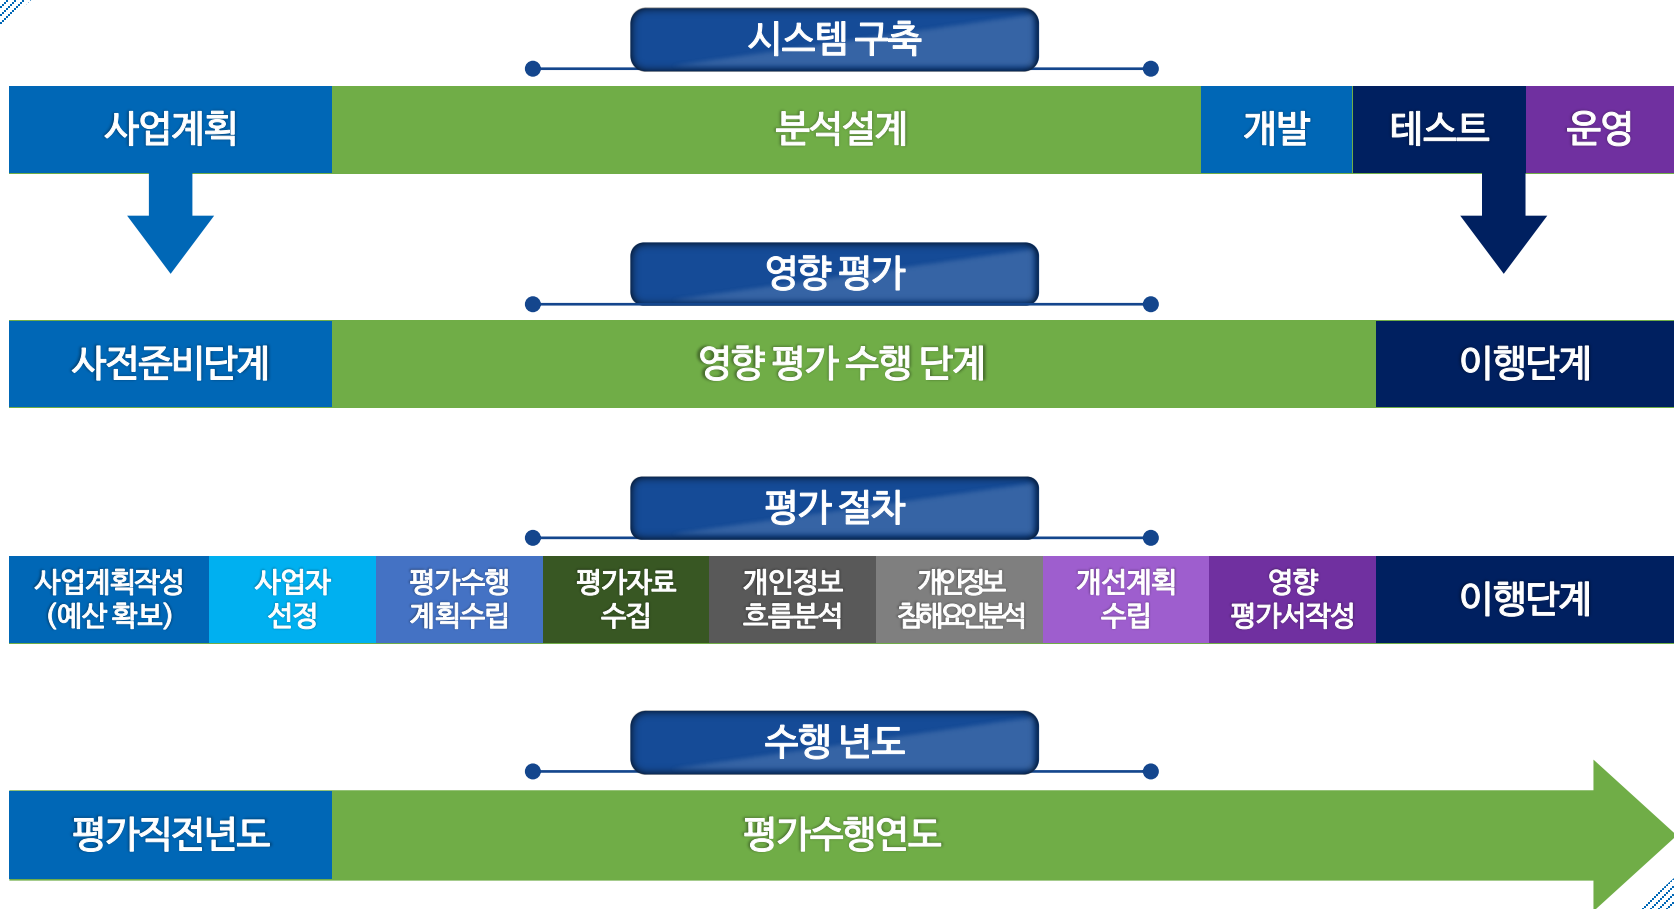 시스템 구축
사업계획 분석설계 개발 테스트 운영
영향 평가
사전준비단계 영향 평가 수행 단계 이행단계
평가 절차
사업계획작성
(예산 확보)
사업자
선정
평가수행
계획수립
평가자료
수집
개인정보
흐름분석
개인정보
침해요인분석
개선계획
수립
영향
평가서작성
이행단계
수행 년도
평가직전년도 평가수행연도